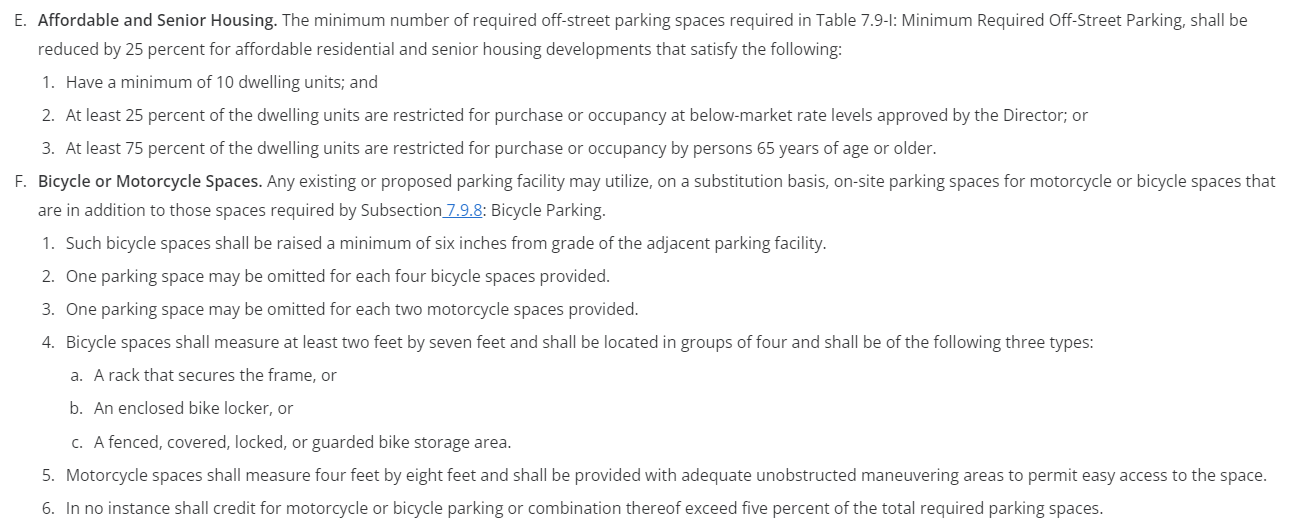 E. Affordable and Senior Housing. The minimum number of required off-street parking spaces required in Table 7.9-I: Minimum Required Off-Street Parking, shall be
reduced by 25 percent for affordable residential and senior housing developments that satisfy the following:
1. Have a minimum of 10 dwelling units; and
2. At least 25 percent of the dwelling units are restricted for purchase or occupancy at below-market rate levels approved by the Director; or
3. At least 75 percent of the dwelling units are restricted for purchase or occupancy by persons 65 years of age or older.
F. Bicycle or Motorcycle Spaces. Any existing or proposed parking facility may utilize, on a substitution basis, on-site parking spaces for motorcycle or bicycle spaces that
are in addition to those spaces required by Subsection 7.9.8: Bicycle Parking.
1. Such bicycle spaces shall be raised a minimum of six inches from grade of the adjacent parking facility.
2. One parking space may be omitted for each four bicycle spaces provided.
3. One parking space may be omitted for each two motorcycle spaces provided.
4. Bicycle spaces shall measure at least two feet by seven feet and shall be located in groups of four and shall be of the following three types:
a. A rack that secures the frame, or
b. An enclosed bike locker, or
c. A fenced, covered, locked, or guarded bike storage area.
5. Motorcycle spaces shall measure four feet by eight feet and shall be provided with adequate unobstructed maneuvering areas to permit easy access to the space.
6. In no instance shall credit for motorcycle or bicycle parking or combination thereof exceed five percent of the total required parking spaces.